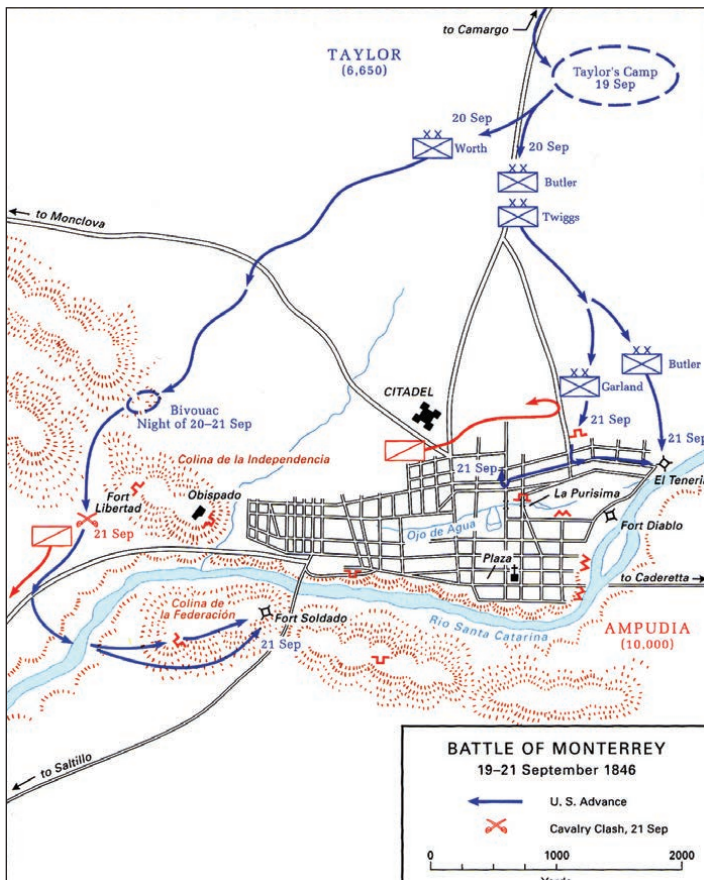 to Camargo
TAYLOR
(6,650)
Taylor's Camp
19 Sep
20 Sep
20 Sep
Worth
Butler
Twiggs
to Monclova
Butler
Garland
CITADEL
Bivouac
Night of 20–21 Sep
21 Sep
21 Sep
21 Sep
El Teneria
Colina de la Independencia
Fort
Libertad
Obispado
La Purisima
21 Sep
Ojo de Agua
Fort Diablo
Plaza
to Caderetta
Colina de
la Federación
Fort Soldado
Rio Santa Catarina
21 Sep
AMPUDIA
(10,000)
to Saltillo
BATTLE OF MONTERREY
19–21 September 1846
U. S. Advance
Cavalry Clash, 21 Sep
0 1000 2000